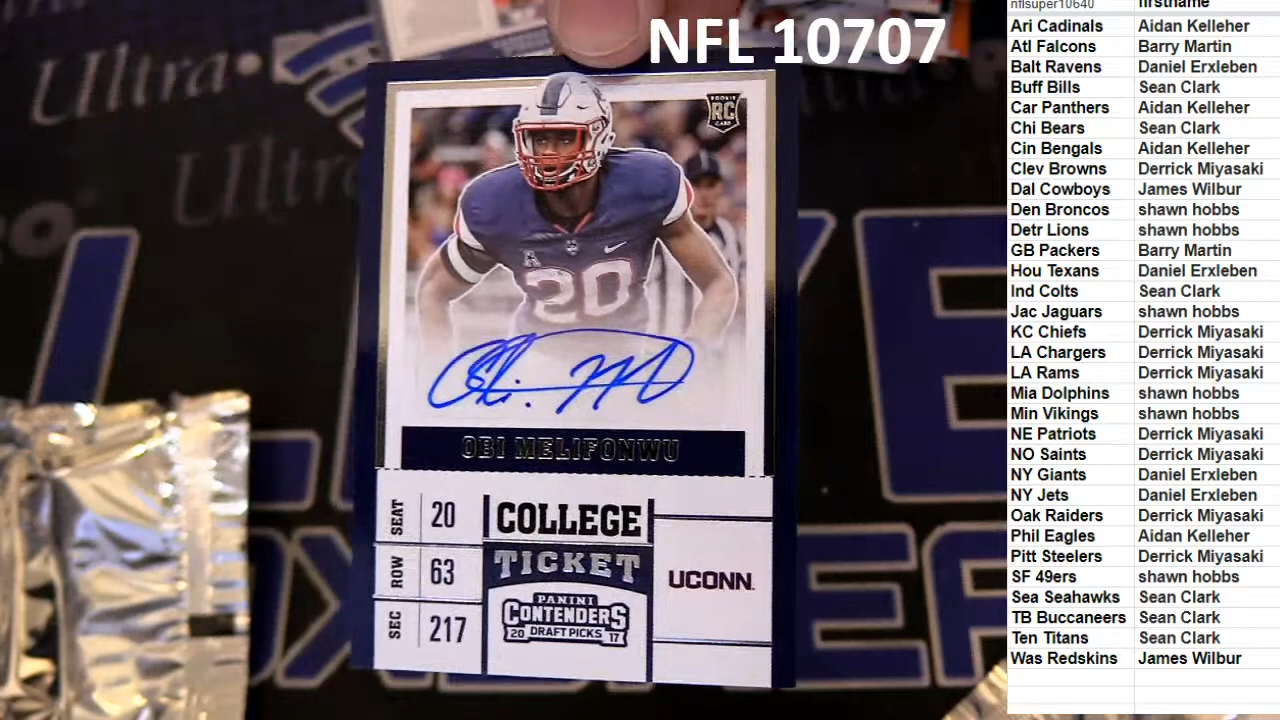 NFL 10707
Ultra
Ultra
Ultra
RC
20
OBI MELIFONWU
SEAT 20
ROW 63
SEC 217
COLLEGE
TICKET
PANINI
CONTENDERS
20 DRAFT PICKS 17
UCONN
nflsuper10640 firstname
Ari Cadinals Aidan Kelleher
Atl Falcons Barry Martin
Balt Ravens Daniel Erxleben
Buff Bills Sean Clark
Car Panthers Aidan Kelleher
Chi Bears Sean Clark
Cin Bengals Aidan Kelleher
Clev Browns Derrick Miyasaki
Dal Cowboys James Wilbur
Den Broncos shawn hobbs
Detr Lions shawn hobbs
GB Packers Barry Martin
Hou Texans Daniel Erxleben
Ind Colts Sean Clark
Jac Jaguars shawn hobbs
KC Chiefs Derrick Miyasaki
LA Chargers Derrick Miyasaki
LA Rams Derrick Miyasaki
Mia Dolphins shawn hobbs
Min Vikings shawn hobbs
NE Patriots Derrick Miyasaki
NO Saints Derrick Miyasaki
NY Giants Daniel Erxleben
NY Jets Daniel Erxleben
Oak Raiders Derrick Miyasaki
Phil Eagles Aidan Kelleher
Pitt Steelers Derrick Miyasaki
SF 49ers shawn hobbs
Sea Seahawks Sean Clark
TB Buccaneers Sean Clark
Ten Titans Sean Clark
Was Redskins James Wilbur